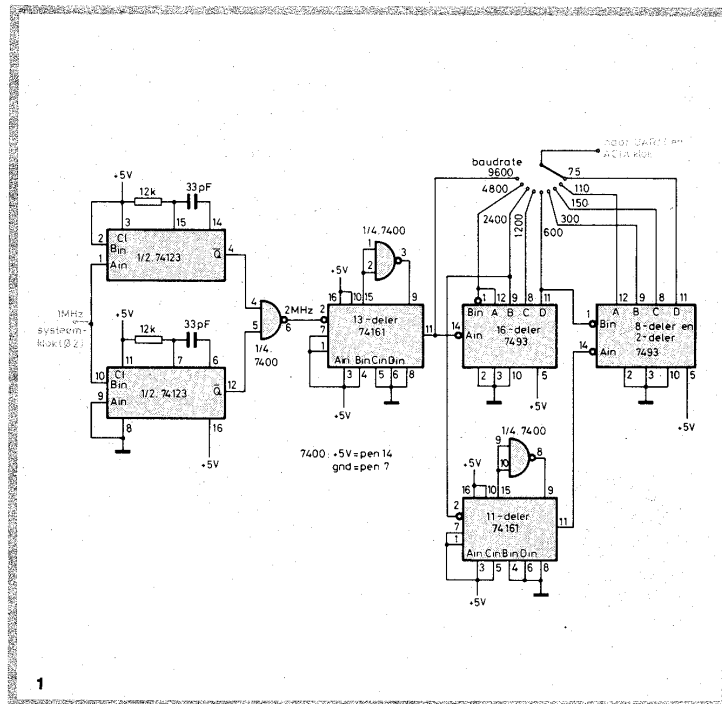 naar UART en
ACIA klok
baudrate
9600
4800
2400
1200
600
300
150
110
75
+5V
12k
33pF
3
15
14
2
Cl
Bin
1
Ain
1/2.74123
Q
4
1MHz
systeem-
klok (Ø2)
+5V
12k
33pF
11
7
6
10
Cl
Bin
9
Ain
1/2.74123
Q
12
8
16
+5V
4
5
6
1/4.
7400
2MHz
1/4.7400
1
2
3
+5V
16
10
15
9
2
7
1
13-deler
74161
11
Ain Bin Cin Din
3
4
5
6
8
+5V
1
12
9
8
11
Bin A B C D
14
Ain
16-deler
7493
2
3
10
5
+5V
12
9
8
11
A B C D
1
Bin
14
Ain
8-deler en
2-deler
7493
2
3
10
5
+5V
7400: +5V=pen 14
gnd=pen 7
1/4.7400
9
10
8
+5V
16
10
15
9
2
7
1
11-deler
74161
11
Ain Cin Bin Din
3
5
4
6
8
+5V
1